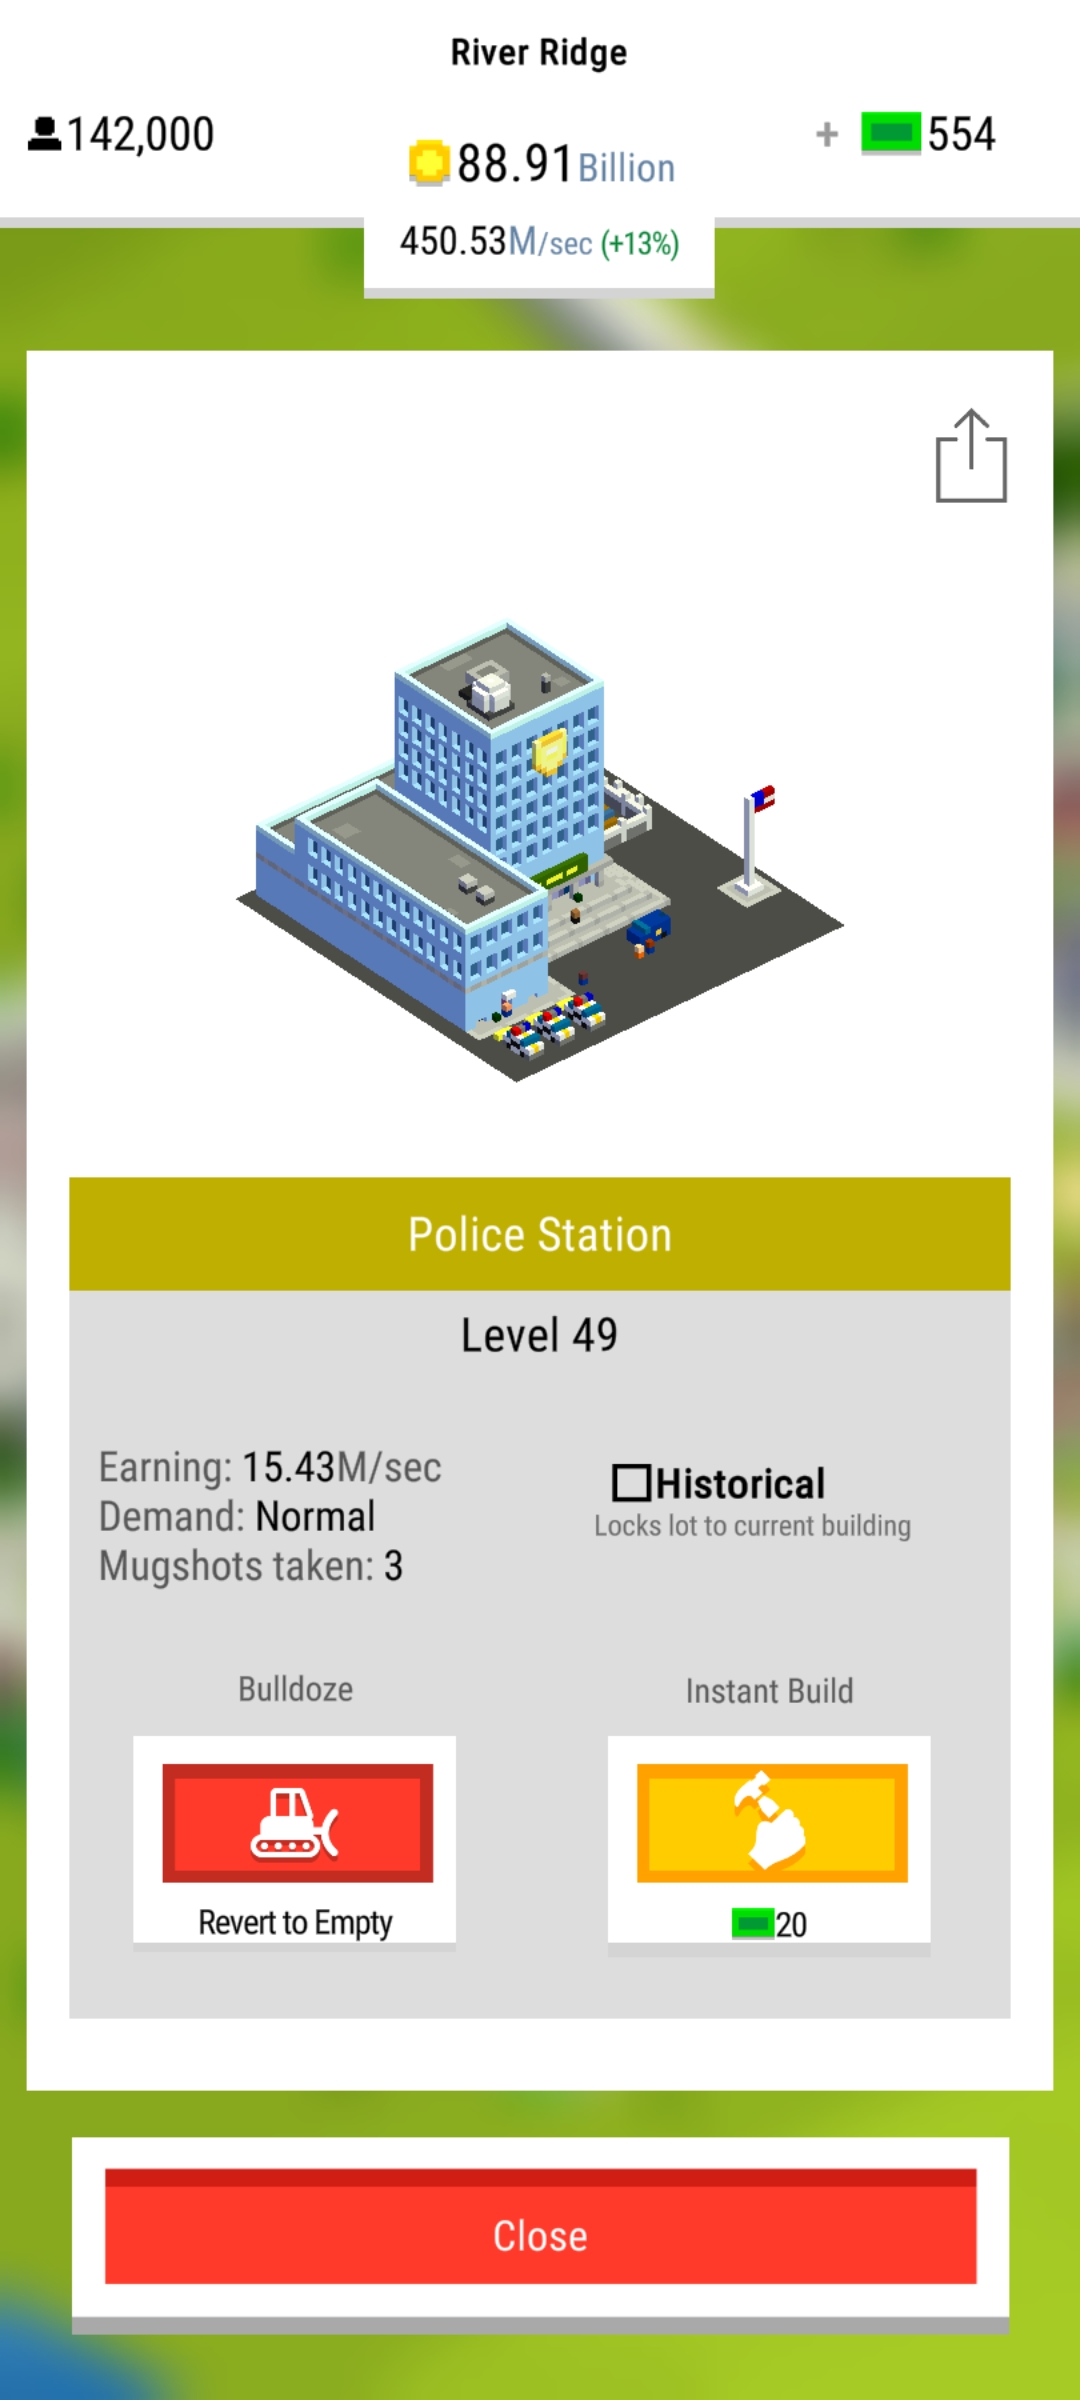 River Ridge
142,000
88.91 Billion
+ 554
450.53M/sec (+13%)
Police Station
Level 49
Earning: 15.43M/sec
Demand: Normal
Mugshots taken: 3
Historical
Locks lot to current building
Bulldoze
Revert to Empty
Instant Build
20
Close